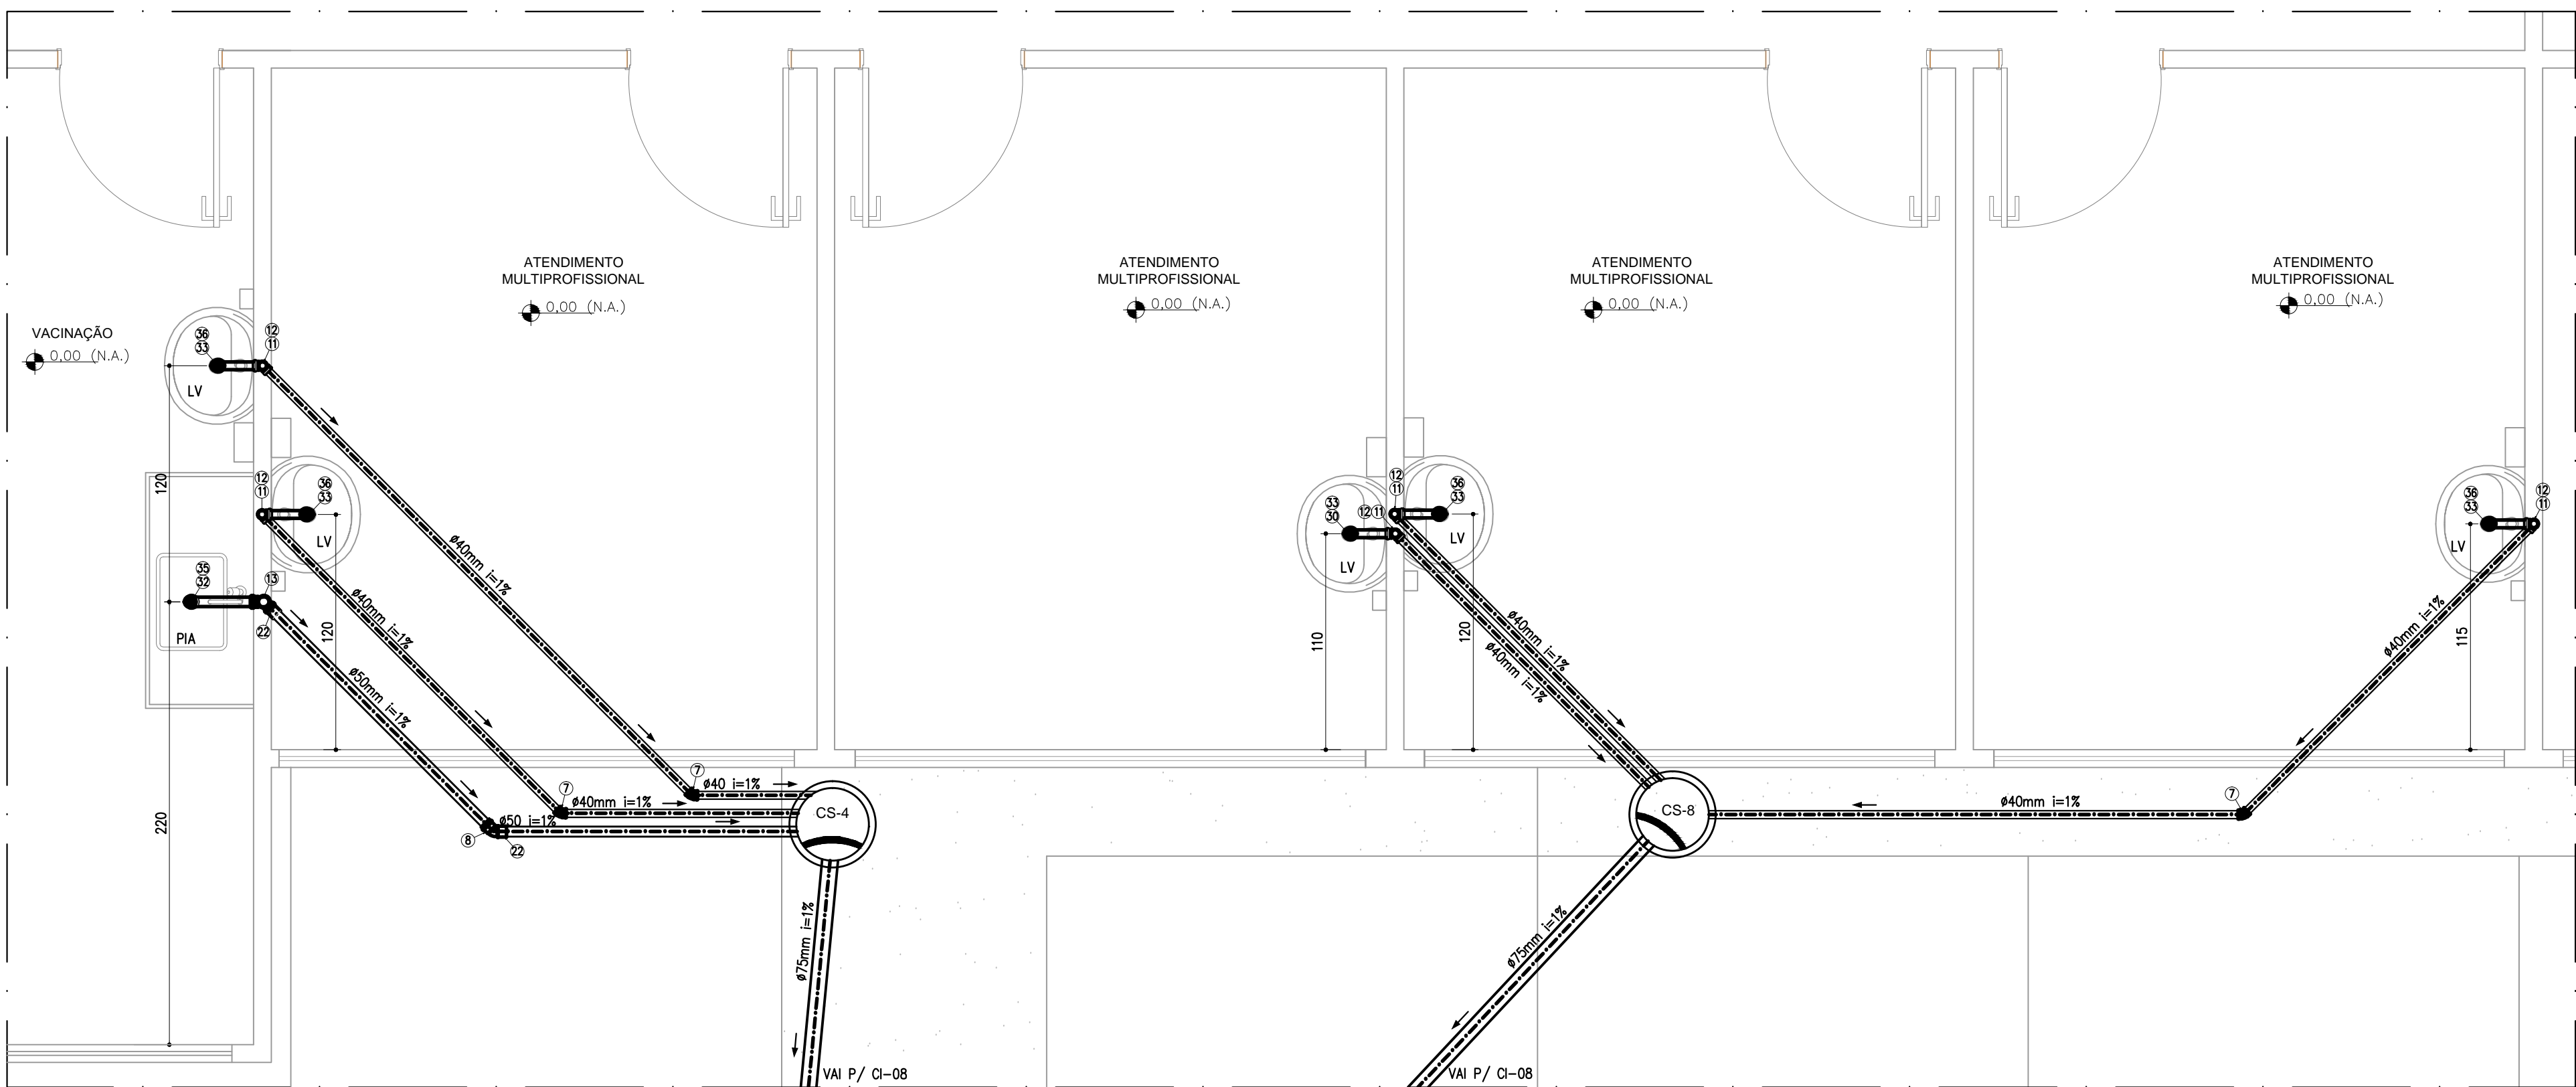 ATENDIMENTO
MULTIPROFISSIONAL
0,00 (N.A.)
ATENDIMENTO
MULTIPROFISSIONAL
0,00 (N.A.)
ATENDIMENTO
MULTIPROFISSIONAL
0,00 (N.A.)
ATENDIMENTO
MULTIPROFISSIONAL
0,00 (N.A.)
VACINAÇÃO
0,00 (N.A.)
36
33
12
11
LV
120
12
11
36
33
LV
ø40mm i=1%
35
32
13
22
PIA
ø40mm i=1%
120
ø50mm i=1%
220
7
ø40 i=1%
7
ø40mm i=1%
ø50 i=1%
8
22
CS-4
ø75mm i=1%
VAI P/ CI-08
33
30
12
11
12
11
36
33
LV
LV
110
120
ø40mm i=1%
ø40mm i=1%
CS-8
ø75mm i=1%
VAI P/ CI-08
36
33
12
11
LV
115
ø40mm i=1%
7
ø40mm i=1%